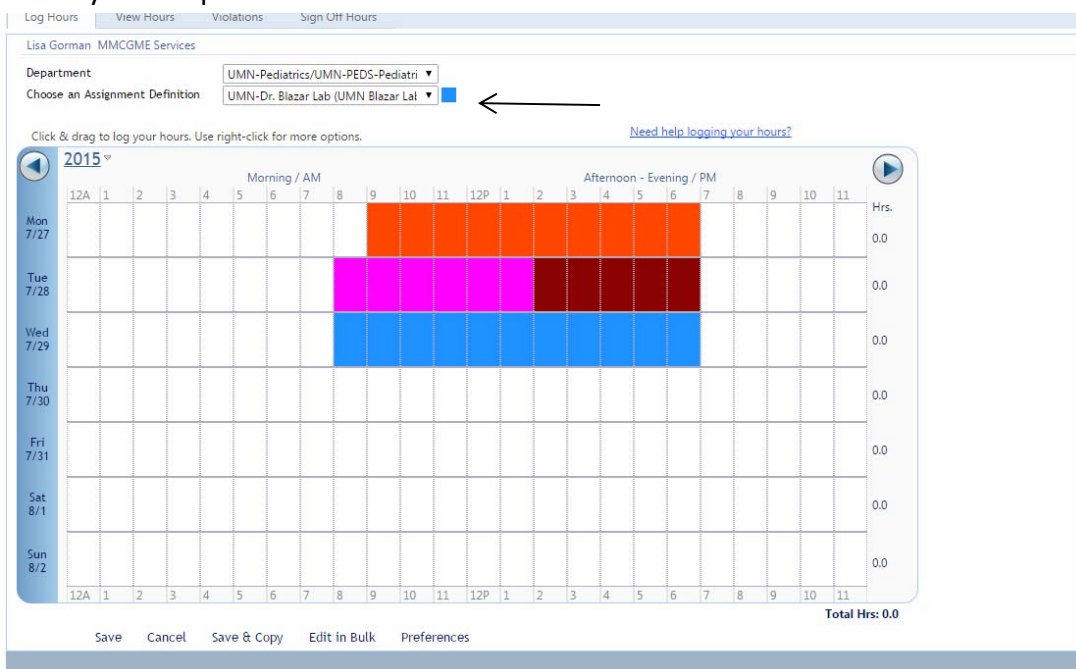 Log Hours View Hours Violations Sign Off Hours
Lisa Gorman MMCGME Services
Department UMN-Pediatrics/UMN-PEDS-Pediatri
Choose an Assignment Definition UMN-Dr. Blazar Lab (UMN Blazar Lal
Click & drag to log your hours. Use right-click for more options. Need help logging your hours?
2015
Morning / AM Afternoon - Evening / PM
12A 1 2 3 4 5 6 7 8 9 10 11 12P 1 2 3 4 5 6 7 8 9 10 11
Hrs.
Mon
7/27 0.0
Tue
7/28 0.0
Wed
7/29 0.0
Thu
7/30 0.0
Fri
7/31 0.0
Sat
8/1 0.0
Sun
8/2 0.0
12A 1 2 3 4 5 6 7 8 9 10 11 12P 1 2 3 4 5 6 7 8 9 10 11
Total Hrs: 0.0
Save Cancel Save & Copy Edit in Bulk Preferences